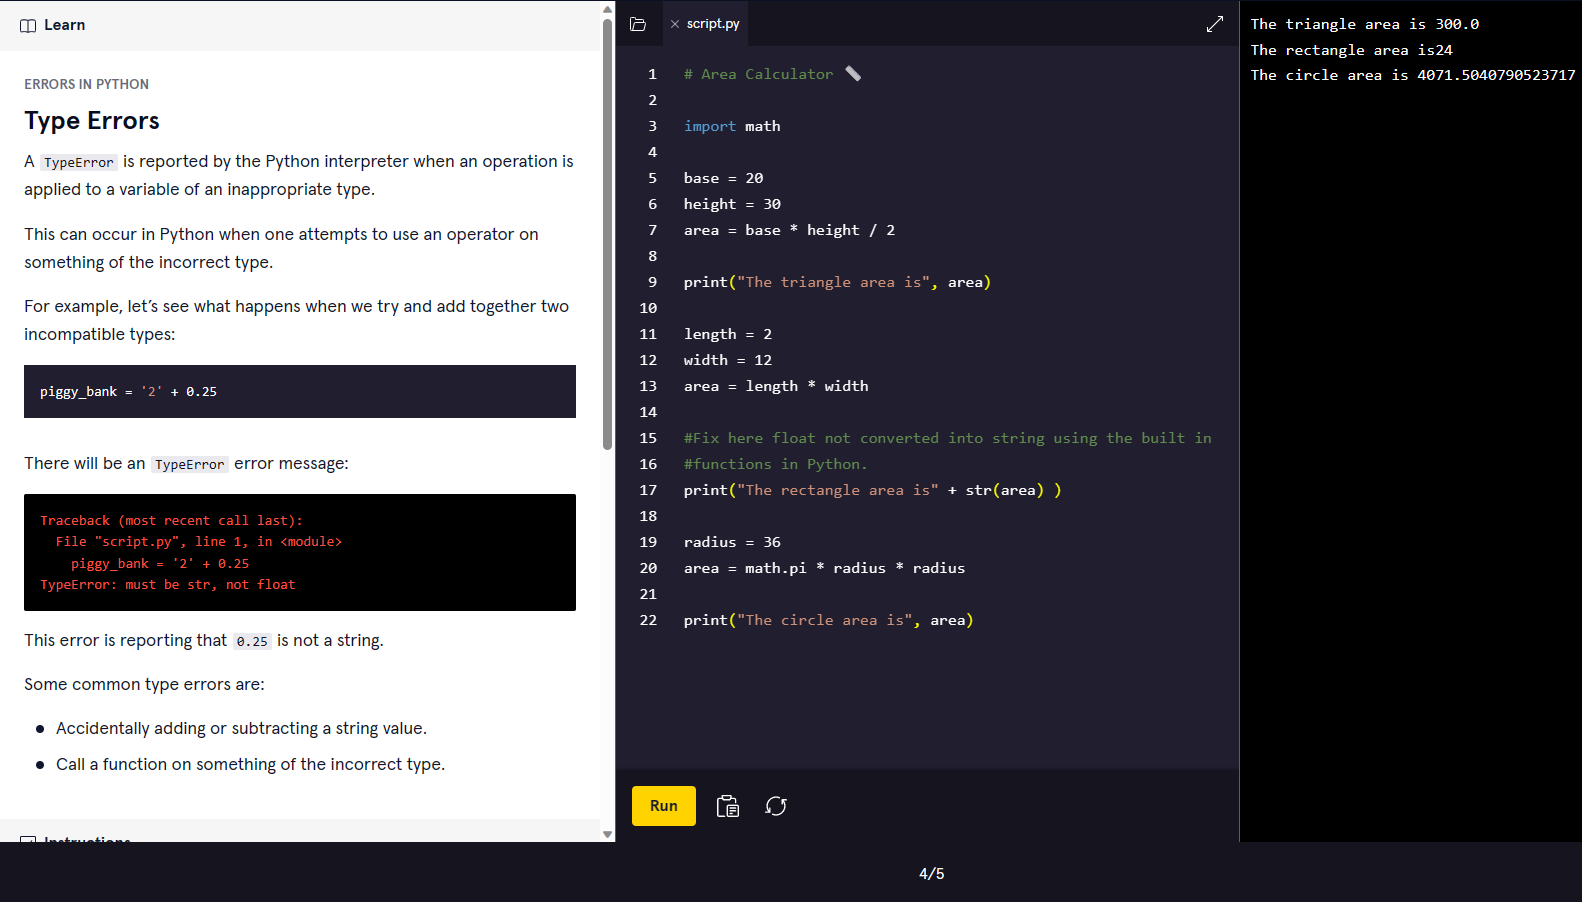 Learn
ERRORS IN PYTHON
Type Errors
A TypeError is reported by the Python interpreter when an operation is
applied to a variable of an inappropriate type.
This can occur in Python when one attempts to use an operator on
something of the incorrect type.
For example, let’s see what happens when we try and add together two
incompatible types:
piggy_bank = '2' + 0.25
There will be an TypeError error message:
Traceback (most recent call last):
  File "script.py", line 1, in <module>
    piggy_bank = '2' + 0.25
TypeError: must be str, not float
This error is reporting that 0.25 is not a string.
Some common type errors are:
● Accidentally adding or subtracting a string value.
● Call a function on something of the incorrect type.
Instructions
script.py
1 # Area Calculator
2
3 import math
4
5 base = 20
6 height = 30
7 area = base * height / 2
8
9 print("The triangle area is", area)
10
11 length = 2
12 width = 12
13 area = length * width
14
15 #Fix here float not converted into string using the built in
16 #functions in Python.
17 print("The rectangle area is" + str(area) )
18
19 radius = 36
20 area = math.pi * radius * radius
21
22 print("The circle area is", area)
Run
The triangle area is 300.0
The rectangle area is24
The circle area is 4071.5040790523717
4/5